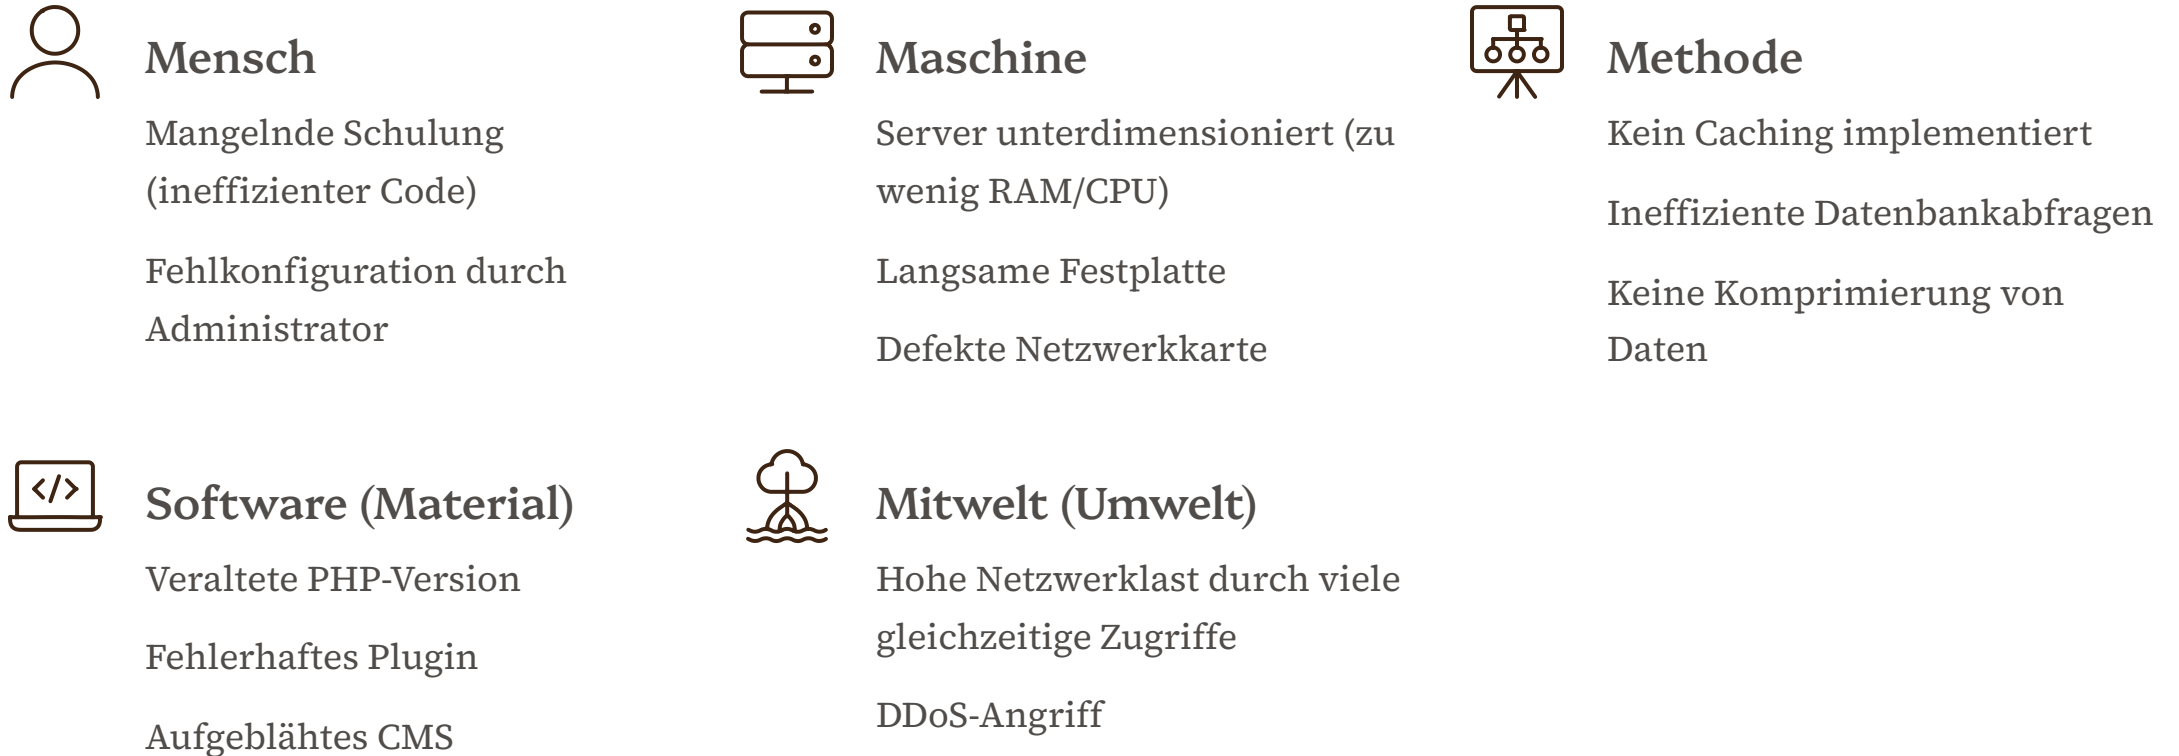 Mensch
Mangelnde Schulung
(ineffizienter Code)
Fehlkonfiguration durch
Administrator
Maschine
Server unterdimensioniert (zu
wenig RAM/CPU)
Langsame Festplatte
Defekte Netzwerkkarte
Methode
Kein Caching implementiert
Ineffiziente Datenbankabfragen
Keine Komprimierung von
Daten
Software (Material)
Veraltete PHP-Version
Fehlerhaftes Plugin
Aufgeblähtes CMS
Mitwelt (Umwelt)
Hohe Netzwerklast durch viele
gleichzeitige Zugriffe
DDoS-Angriff